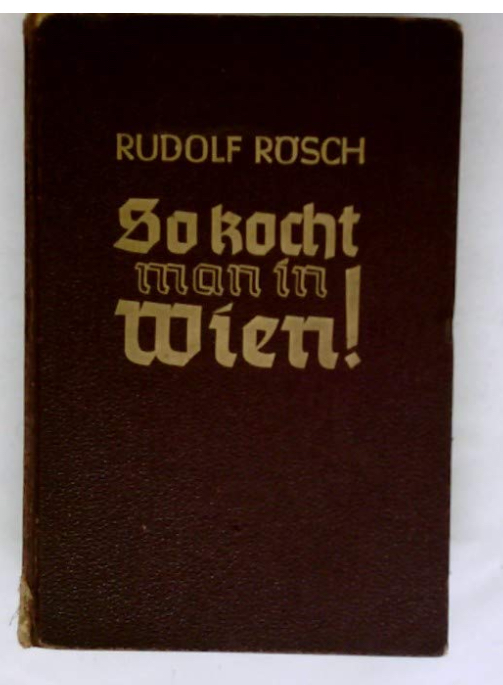 RUDOLF RÖSCH
So kocht
man in
Wien!